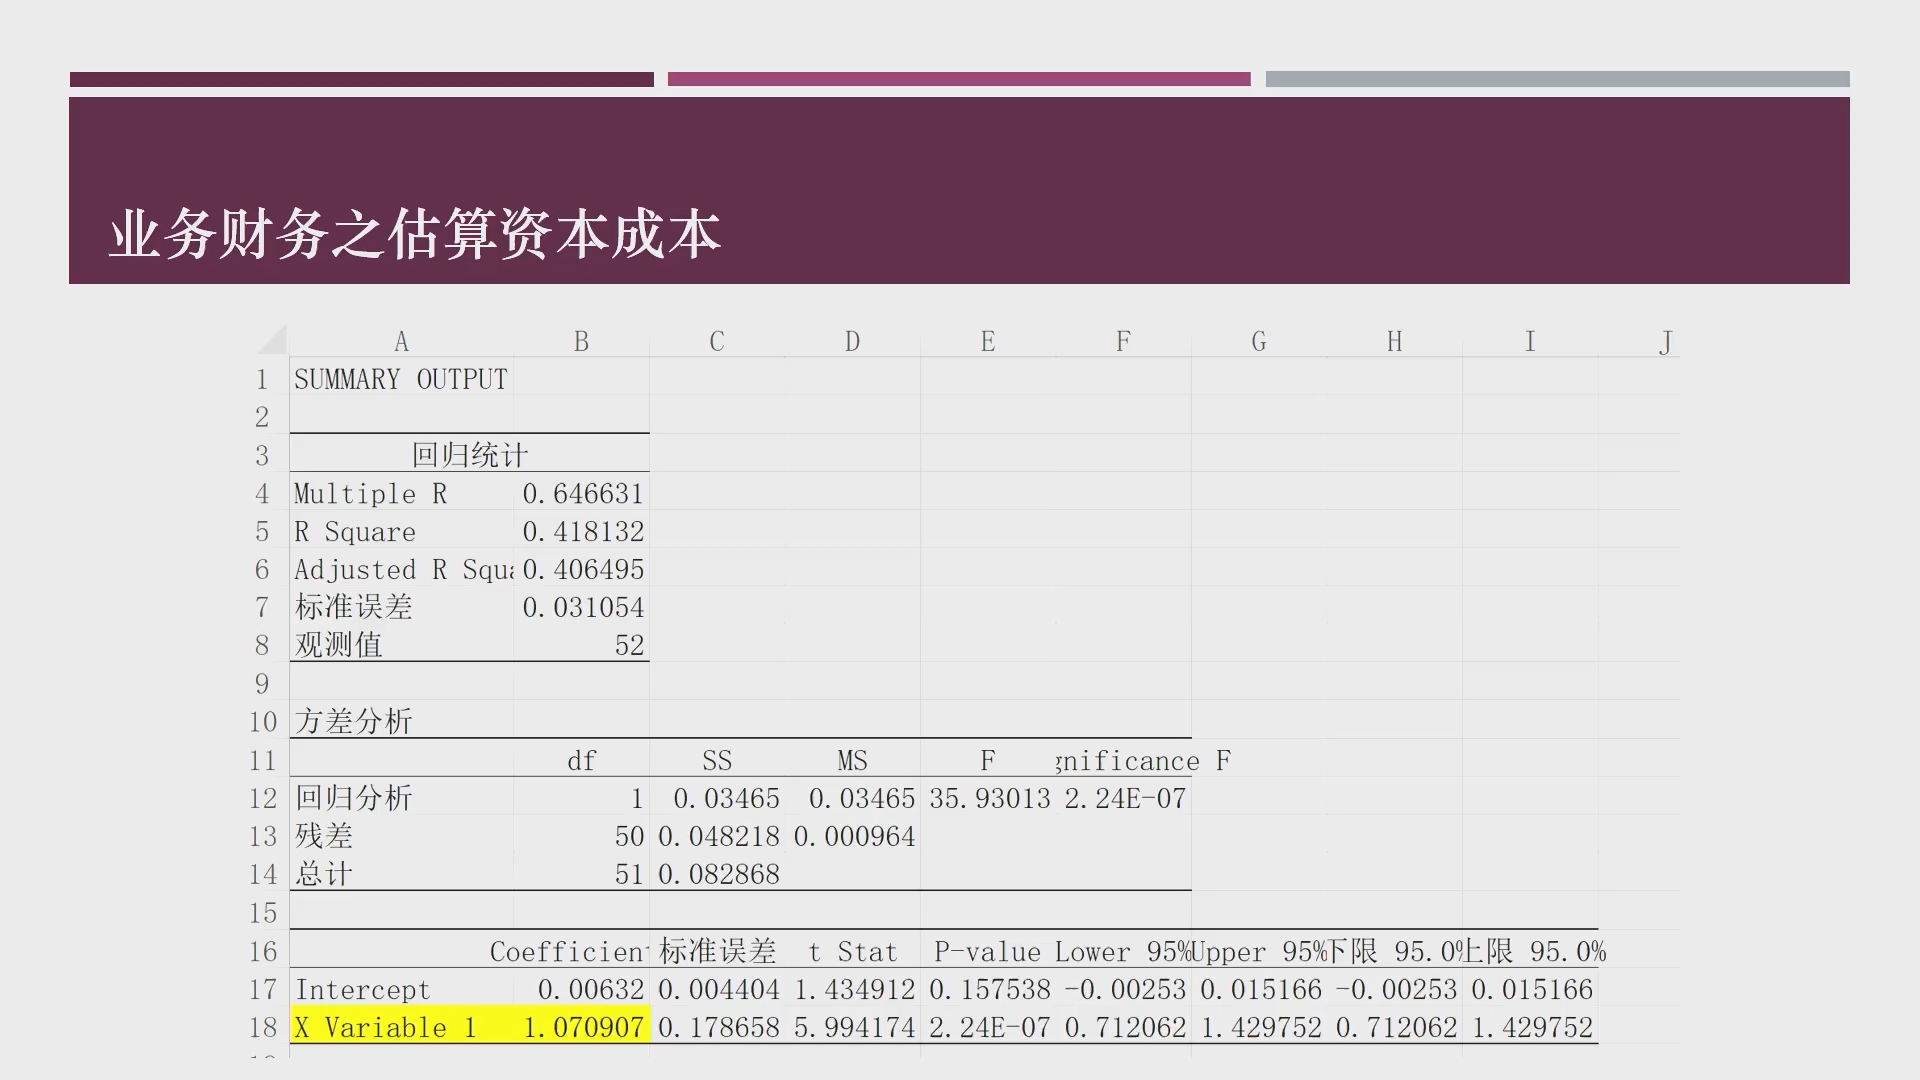 业务财务之估算资本成本
A B C D E F G H I J
1 SUMMARY OUTPUT
2
3 回归统计
4 Multiple R 0.646631
5 R Square 0.418132
6 Adjusted R Squa 0.406495
7 标准误差 0.031054
8 观测值 52
9
10 方差分析
11 df SS MS F gnificance F
12 回归分析 1 0.03465 0.03465 35.93013 2.24E-07
13 残差 50 0.048218 0.000964
14 总计 51 0.082868
15
16 Coefficient 标准误差 t Stat P-value Lower 95% Upper 95% 下限 95.0% 上限 95.0%
17 Intercept 0.00632 0.004404 1.434912 0.157538 -0.00253 0.015166 -0.00253 0.015166
18 X Variable 1 1.070907 0.178658 5.994174 2.24E-07 0.712062 1.429752 0.712062 1.429752